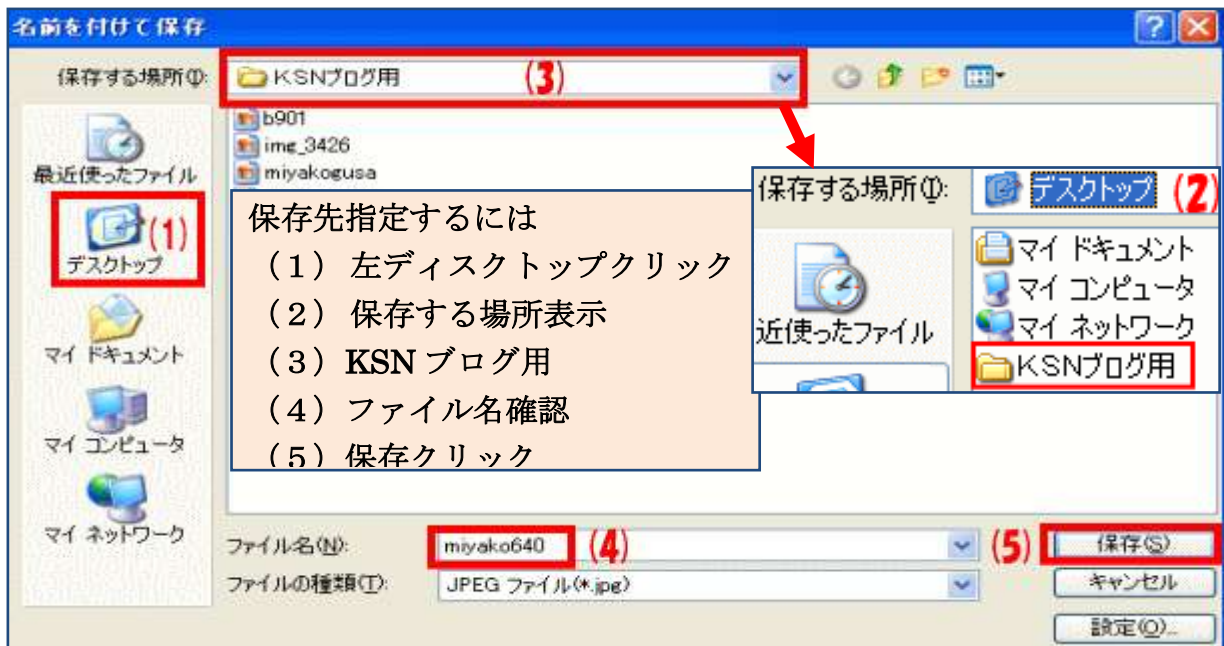 名前を付けて保存
保存する場所(I):
KSNブログ用
(3)
b901
img_3426
miyakogusa
最近使ったファイル
(1)
デスクトップ
マイ ドキュメント
マイ コンピュータ
マイ ネットワーク
保存先指定するには
(1) 左ディスクトップクリック
(2) 保存する場所表示
(3) KSN ブログ用
(4) ファイル名確認
(5) 保存クリック
保存する場所(I):
デスクトップ
(2)
マイ ドキュメント
マイ コンピュータ
マイ ネットワーク
KSNブログ用
近使ったファイル
ファイル名(N):
miyako640
(4)
(5)
保存(S)
ファイルの種類(T):
JPEG ファイル(*.jpg)
キャンセル
設定(O)...